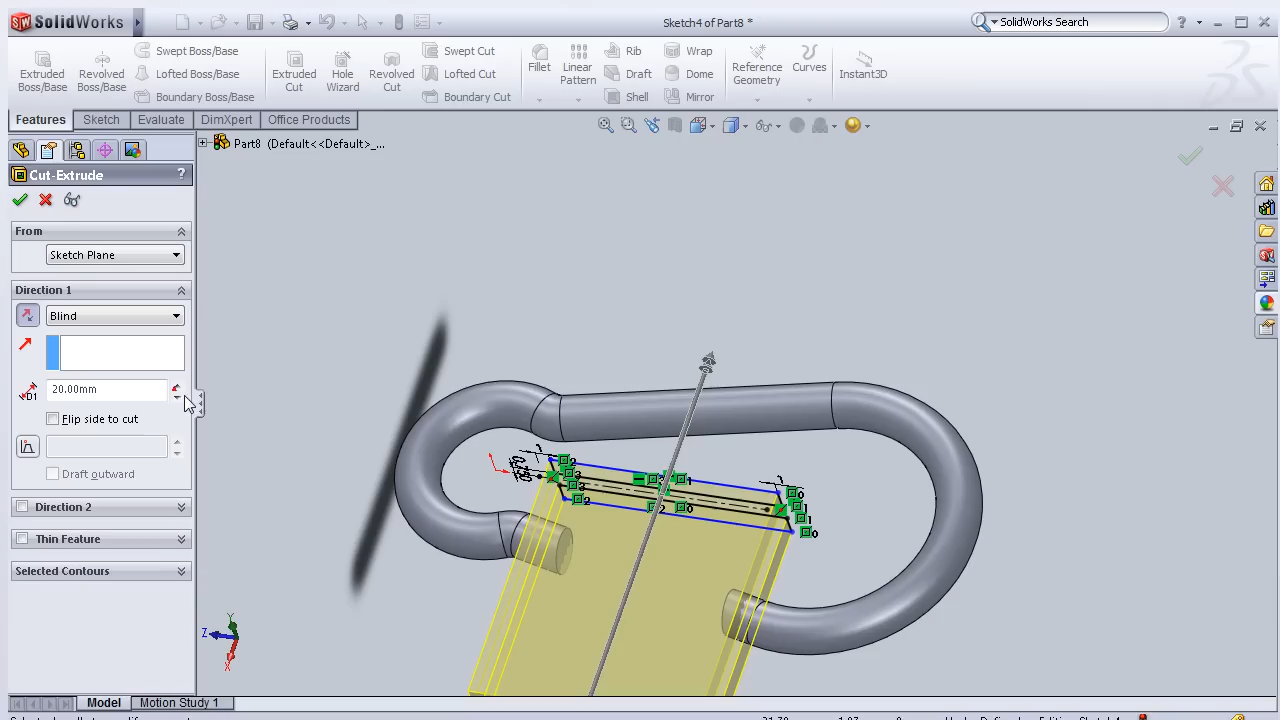 SolidWorks
Sketch4 of Part8 *
SolidWorks Search
?
Extruded Boss/Base
Revolved Boss/Base
Swept Boss/Base
Lofted Boss/Base
Boundary Boss/Base
Extruded Cut
Hole Wizard
Revolved Cut
Swept Cut
Lofted Cut
Boundary Cut
Fillet
Linear Pattern
Rib
Draft
Shell
Wrap
Dome
Mirror
Reference Geometry
Curves
Instant3D
Features Sketch Evaluate DimXpert Office Products
Part8 (Default<<Default>_...
Cut-Extrude ?
From
Sketch Plane
Direction 1
Blind
D1 20.00mm
Flip side to cut
Draft outward
Direction 2
Thin Feature
Selected Contours
Y
Z
X
Model Motion Study 1